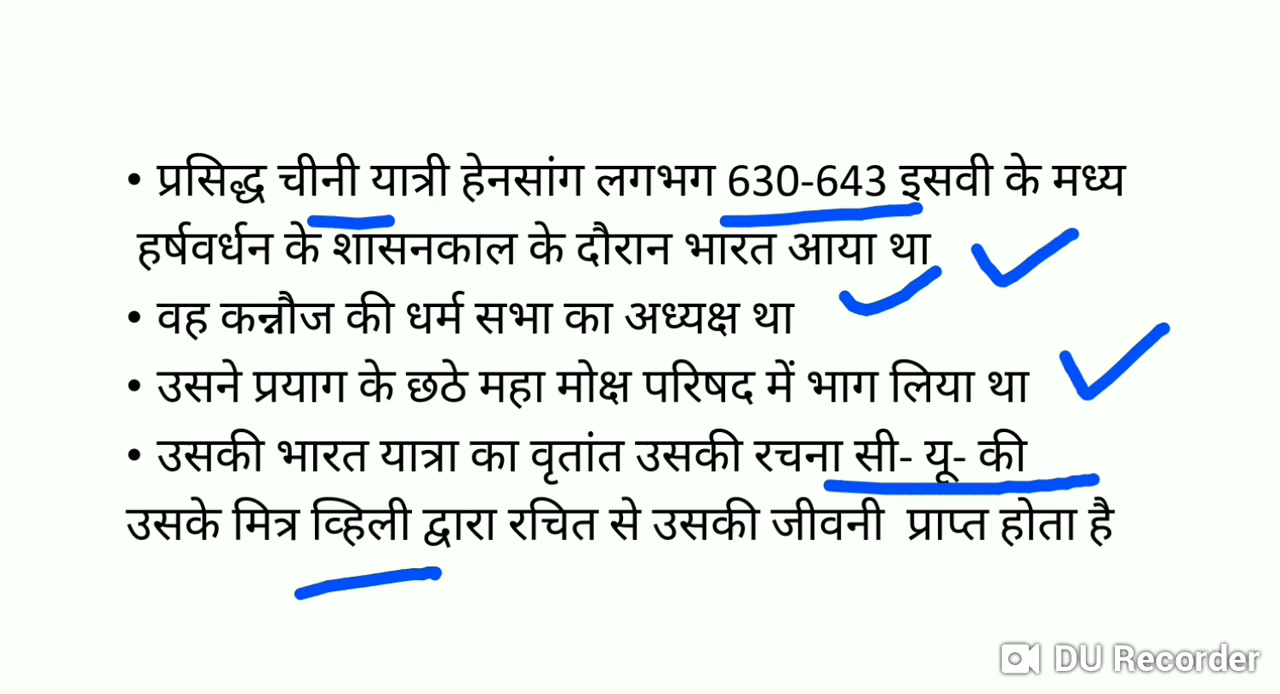 • प्रसिद्ध चीनी यात्री हेनसांग लगभग 630-643 इसवी के मध्य
हर्षवर्धन के शासनकाल के दौरान भारत आया था
• वह कन्नौज की धर्म सभा का अध्यक्ष था
• उसने प्रयाग के छठे महा मोक्ष परिषद में भाग लिया था
• उसकी भारत यात्रा का वृतांत उसकी रचना सी- यू- की
उसके मित्र व्हिली द्वारा रचित से उसकी जीवनी प्राप्त होता है
DU Recorder